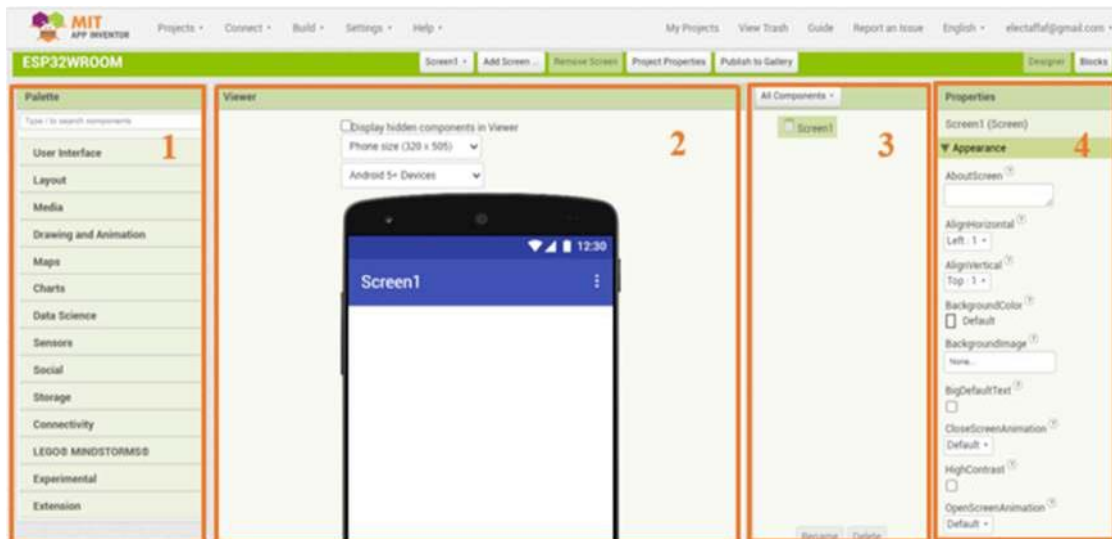 MIT
APP INVENTOR
Projects
Connect
Build
Settings
Help
My Projects
View Trash
Guide
Report an Issue
English
electaffaf@gmail.com
ESP32WROOM
Screen1
Add Screen ...
Remove Screen
Project Properties
Publish to Gallery
Designer
Blocks
Palette
Type / to search components
1
User Interface
Layout
Media
Drawing and Animation
Maps
Charts
Data Science
Sensors
Social
Storage
Connectivity
LEGO® MINDSTORMS®
Experimental
Extension
Viewer
2
Display hidden components in Viewer
Phone size (320 x 505)
Android 5+ Devices
12:30
Screen1
All Components
Screen1
3
Rename
Delete
Properties
4
Screen1 (Screen)
Appearance
AboutScreen ?
AlignHorizontal ?
Left : 1
AlignVertical ?
Top : 1
BackgroundColor ?
Default
BackgroundImage ?
None...
BigDefaultText ?
CloseScreenAnimation ?
Default
HighContrast ?
OpenScreenAnimation ?
Default